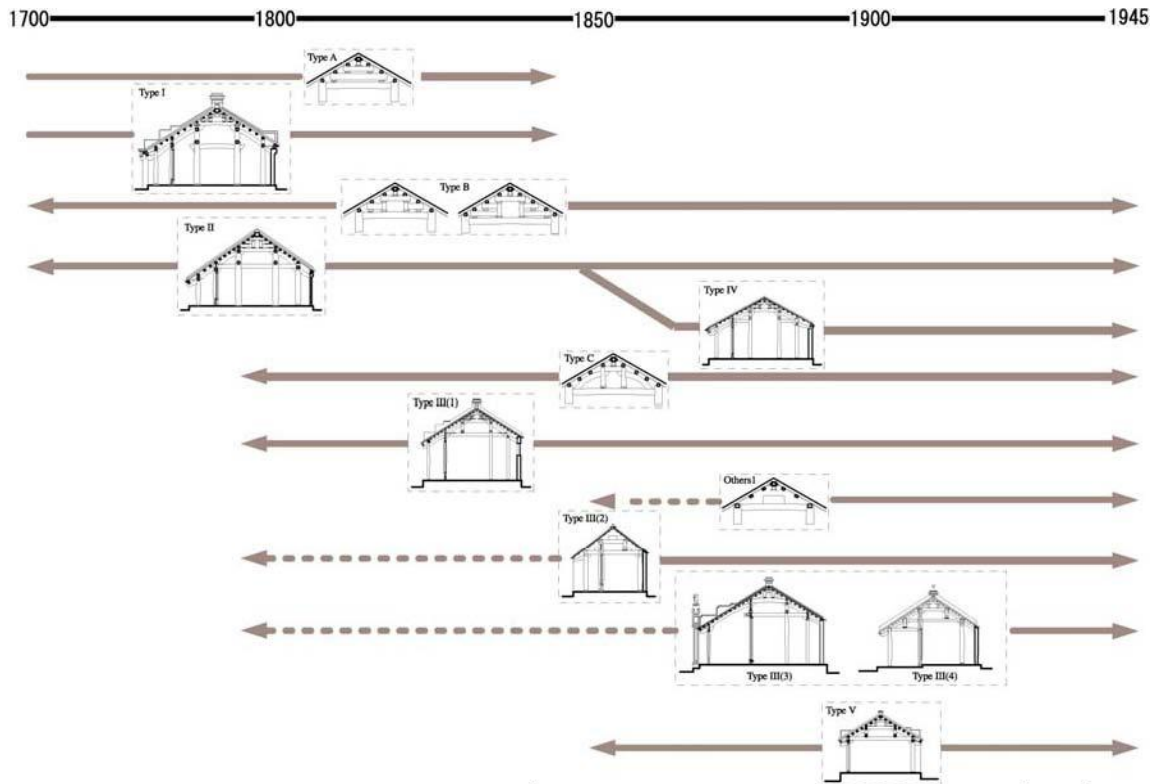 1700 1800 1850 1900 1945
Type A
Type I
Type B
Type II
Type IV
Type C
Type III(1)
Others1
Type III(2)
Type III(3) Type III(4)
Type V